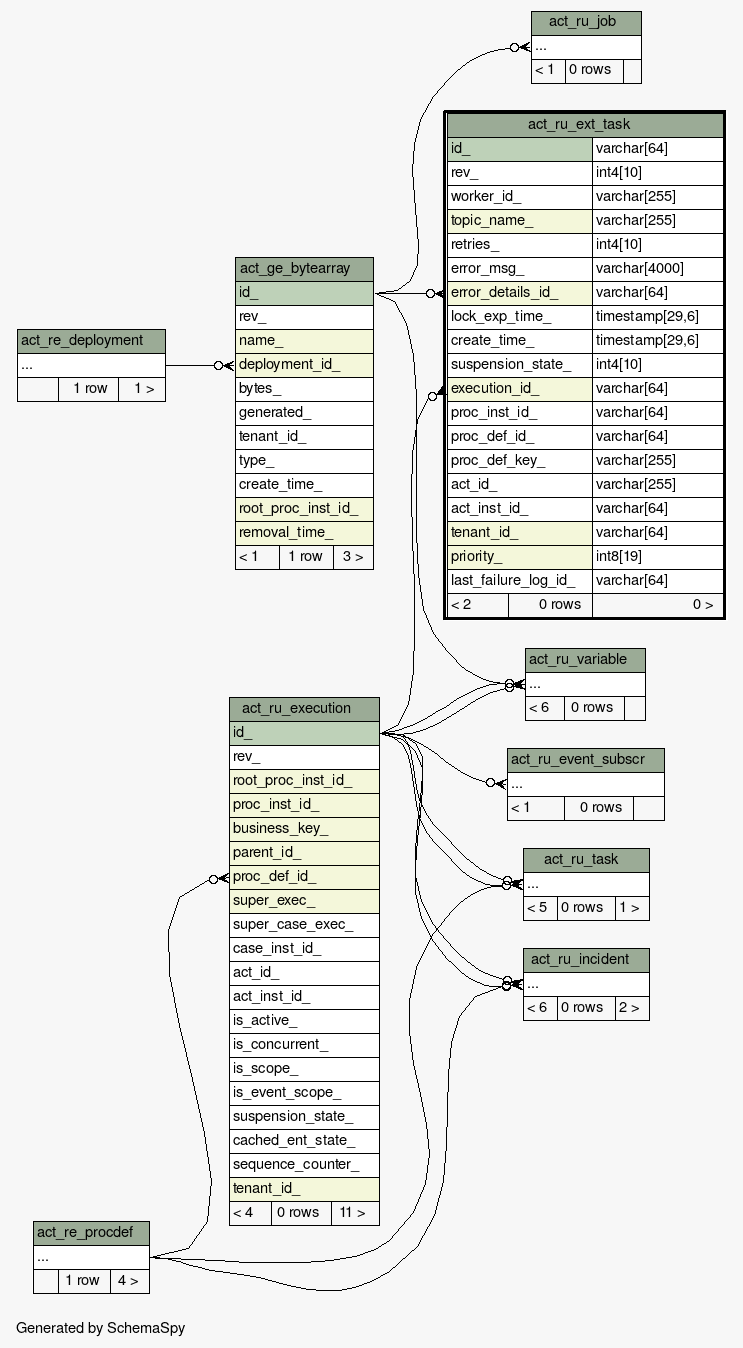 act_ru_job
...
< 1 0 rows
act_ru_ext_task
id_ varchar[64]
rev_ int4[10]
worker_id_ varchar[255]
topic_name_ varchar[255]
retries_ int4[10]
error_msg_ varchar[4000]
error_details_id_ varchar[64]
lock_exp_time_ timestamp[29,6]
create_time_ timestamp[29,6]
suspension_state_ int4[10]
execution_id_ varchar[64]
proc_inst_id_ varchar[64]
proc_def_id_ varchar[64]
proc_def_key_ varchar[255]
act_id_ varchar[255]
act_inst_id_ varchar[64]
tenant_id_ varchar[64]
priority_ int8[19]
last_failure_log_id_ varchar[64]
< 2 0 rows 0 >
act_ge_bytearray
id_
rev_
name_
deployment_id_
bytes_
generated_
tenant_id_
type_
create_time_
root_proc_inst_id_
removal_time_
< 1 1 row 3 >
act_re_deployment
...
1 row 1 >
act_ru_variable
...
< 6 0 rows
act_ru_execution
id_
rev_
root_proc_inst_id_
proc_inst_id_
business_key_
parent_id_
proc_def_id_
super_exec_
super_case_exec_
case_inst_id_
act_id_
act_inst_id_
is_active_
is_concurrent_
is_scope_
is_event_scope_
suspension_state_
cached_ent_state_
sequence_counter_
tenant_id_
< 4 0 rows 11 >
act_ru_event_subscr
...
< 1 0 rows
act_ru_task
...
< 5 0 rows 1 >
act_ru_incident
...
< 6 0 rows 2 >
act_re_procdef
...
1 row 4 >
Generated by SchemaSpy